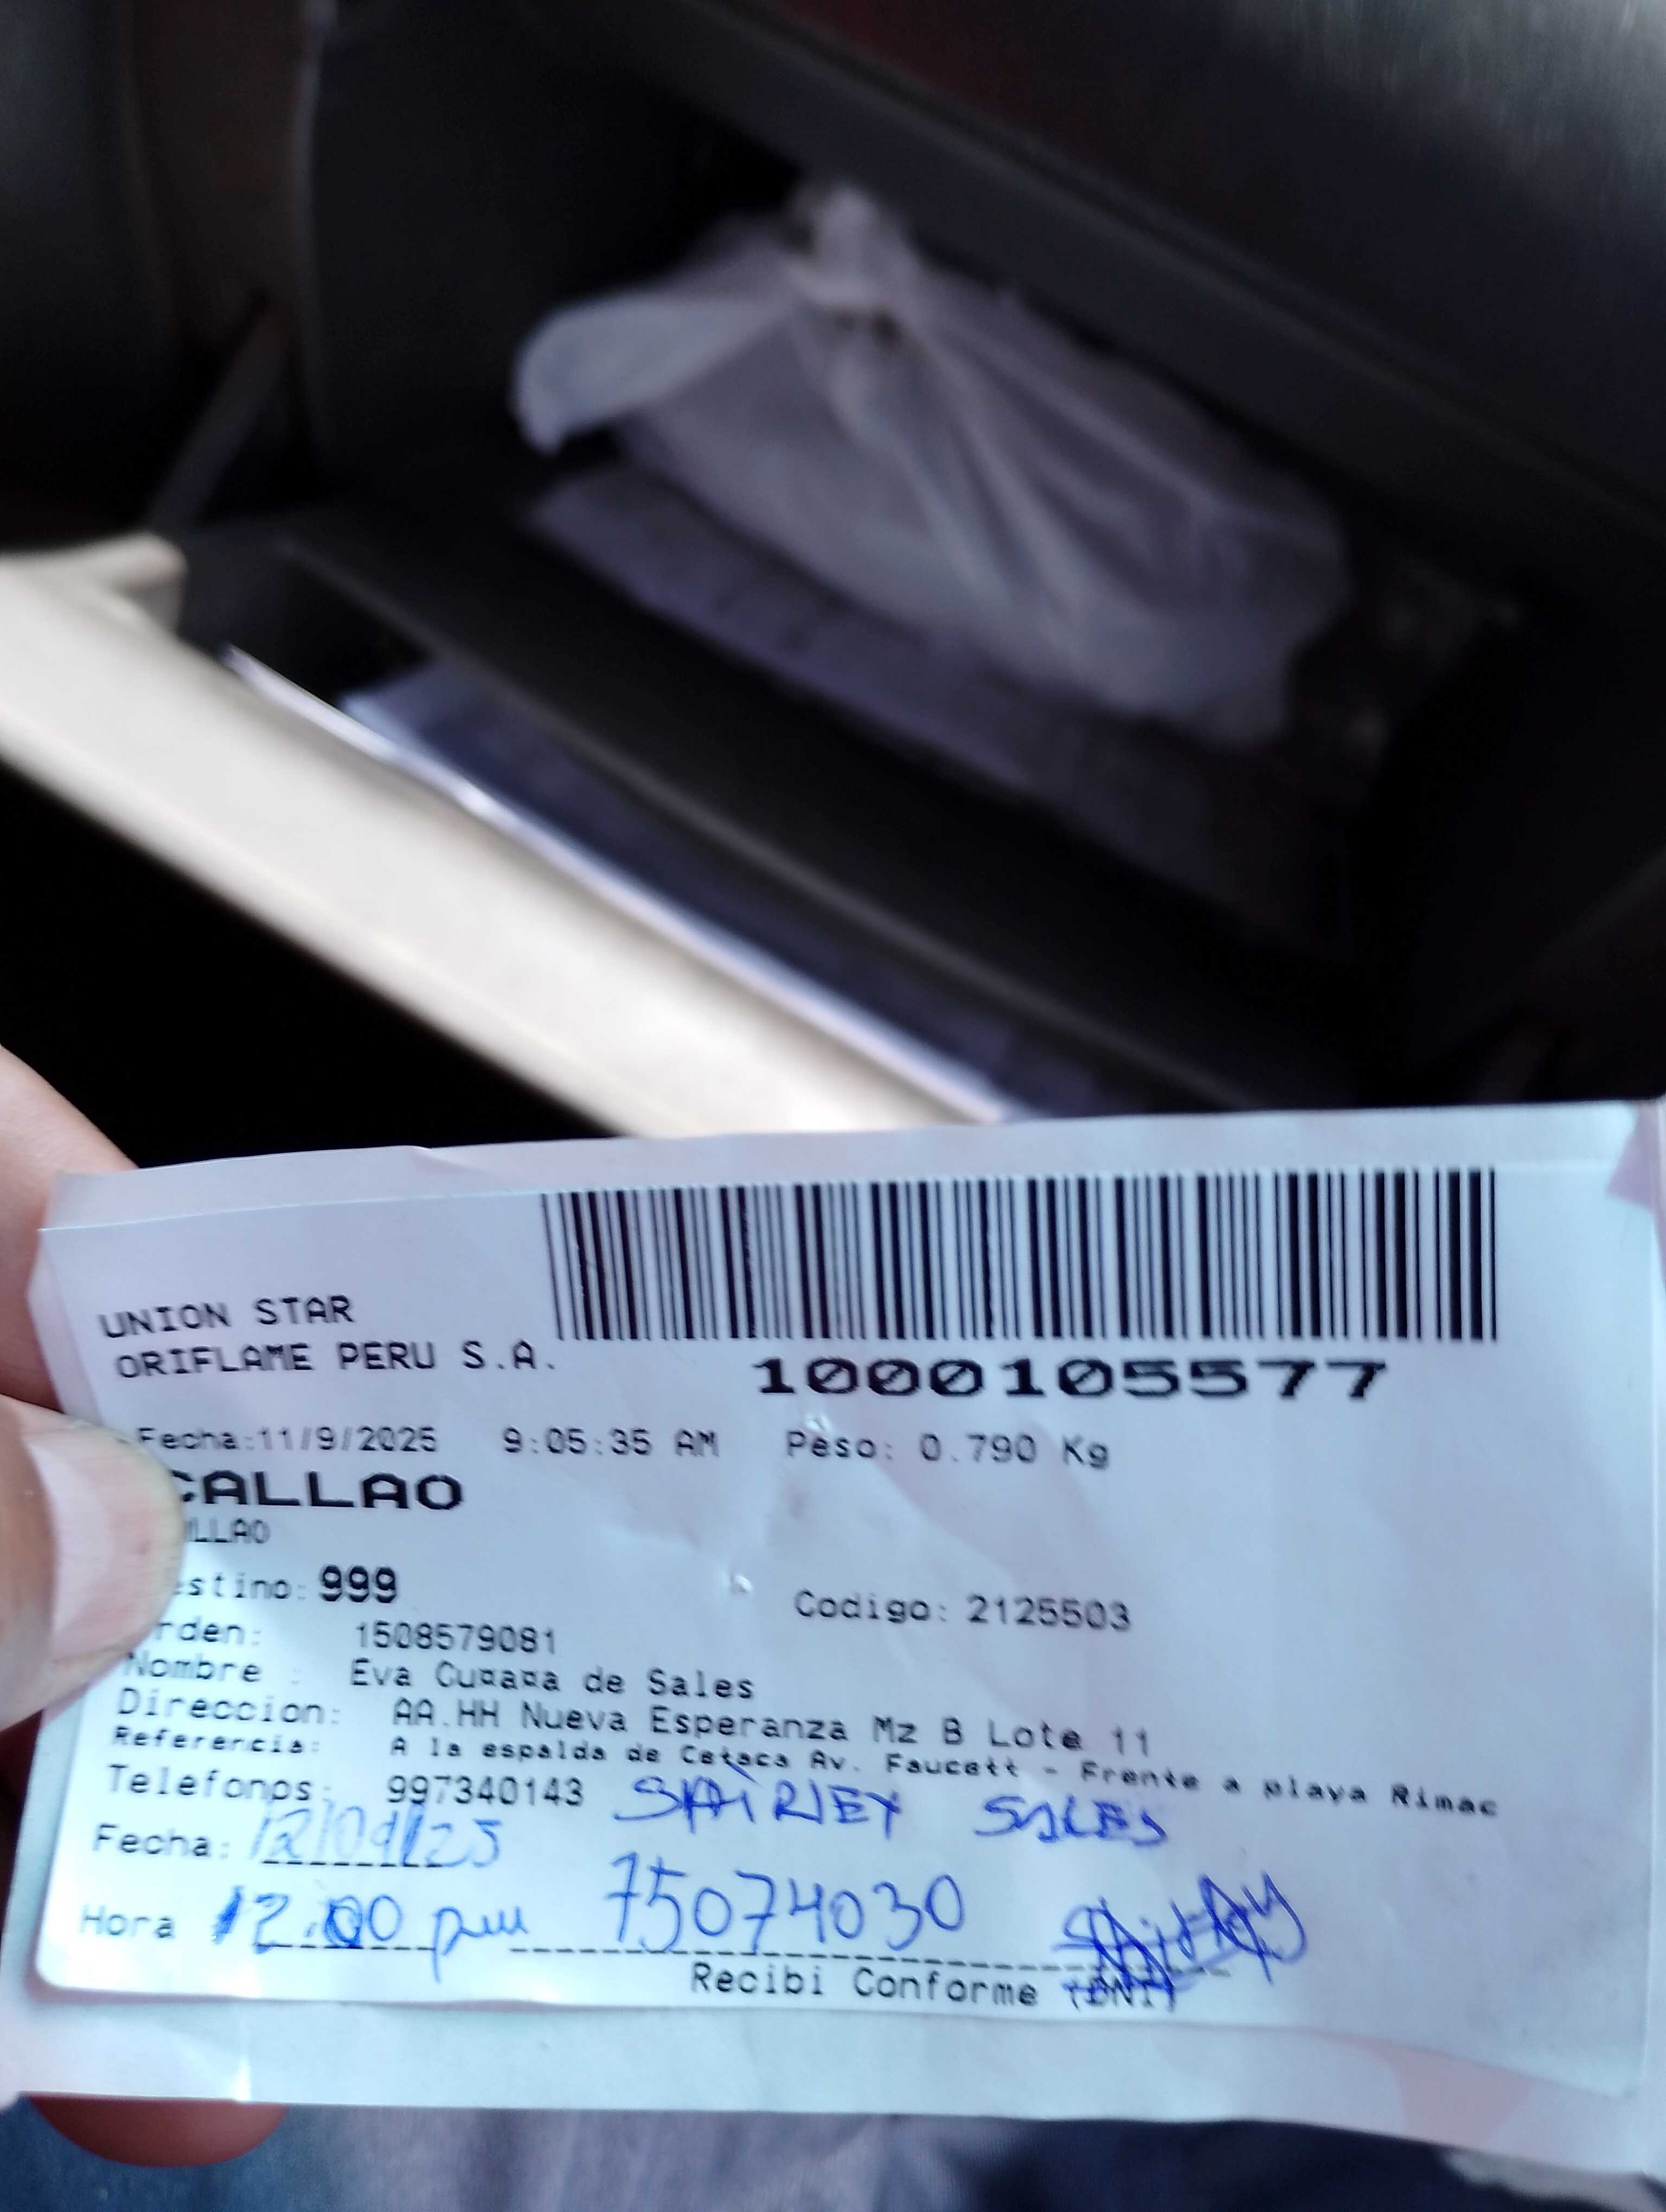 UNION STAR
ORIFLAME PERU S.A.
1000105577
Fecha:11/9/2025 9:05:35 AM Peso: 0.790 Kg
CALLAO
LLAO
estino: 999
Codigo: 2125503
rden: 1508579081
Nombre : Eva de Sales
Direccion: AA.HH Nueva Esperanza Mz B Lote 11
Referencia: A la espalda de Cetaca Av. Faucett - Frente a playa Rimac
Telefonos: 997340143 SHIRLEY SALES
Fecha: 12/09/25
Hora 12.00 pm 75074030
Recibi Conforme (DNI)